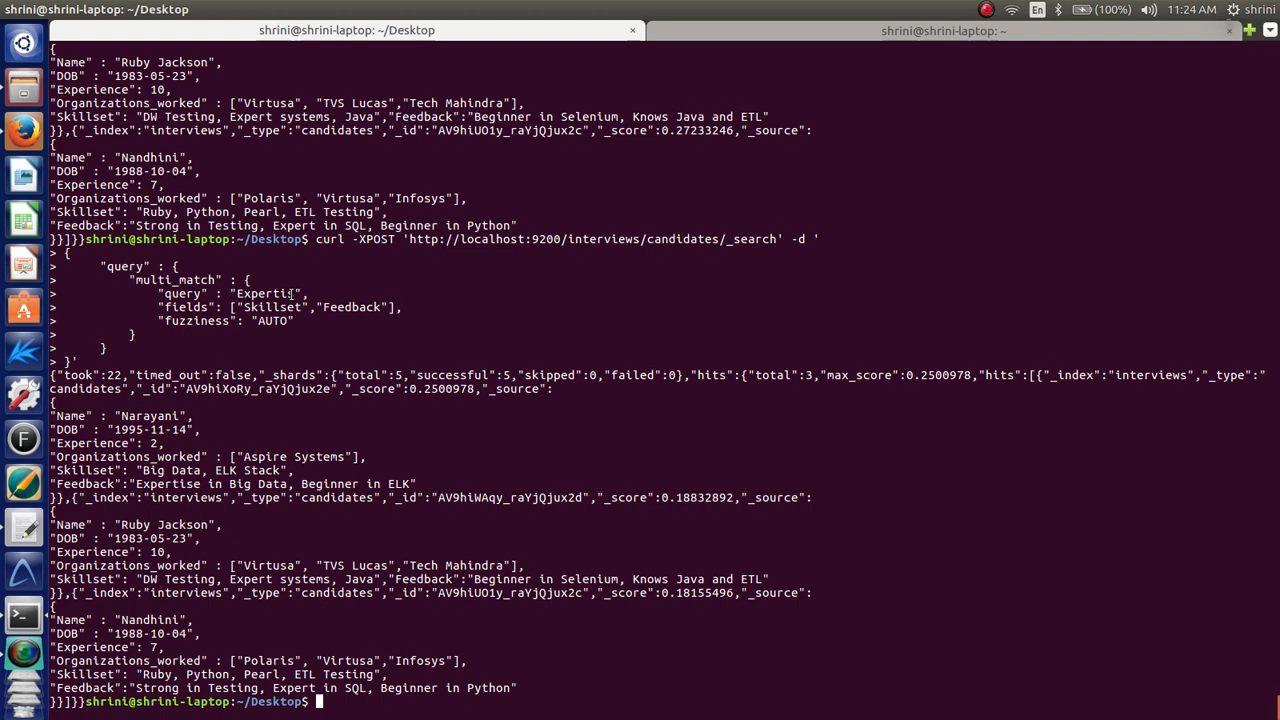 shrini@shrini-laptop: ~/Desktop
En
(100%)
11:24 AM
shrini
shrini@shrini-laptop: ~/Desktop ×
shrini@shrini-laptop: ~ ×
{
"Name" : "Ruby Jackson",
"DOB" : "1983-05-23",
"Experience": 10,
"Organizations_worked" : ["Virtusa", "TVS Lucas","Tech Mahindra"],
"Skillset": "DW Testing, Expert systems, Java","Feedback":"Beginner in Selenium, Knows Java and ETL"
}},{"_index":"interviews","_type":"candidates","_id":"AV9hiUO1y_raYjQjux2c","_score":0.27233246,"_source":
{
"Name" : "Nandhini",
"DOB" : "1988-10-04",
"Experience": 7,
"Organizations_worked" : ["Polaris", "Virtusa","Infosys"],
"Skillset": "Ruby, Python, Pearl, ETL Testing",
"Feedback":"Strong in Testing, Expert in SQL, Beginner in Python"
}}]}}shrini@shrini-laptop:~/Desktop$ curl -XPOST 'http://localhost:9200/interviews/candidates/_search' -d '
> {
>      "query" : {
>          "multi_match" : {
>              "query" : "Expertis",
>              "fields": ["Skillset","Feedback"],
>              "fuzziness": "AUTO"
>          }
>      }
> }'
{"took":22,"timed_out":false,"_shards":{"total":5,"successful":5,"skipped":0,"failed":0},"hits":{"total":3,"max_score":0.2500978,"hits":[{"_index":"interviews","_type":"
candidates","_id":"AV9hiXoRy_raYjQjux2e","_score":0.2500978,"_source":
{
"Name" : "Narayani",
"DOB" : "1995-11-14",
"Experience": 2,
"Organizations_worked" : ["Aspire Systems"],
"Skillset": "Big Data, ELK Stack",
"Feedback":"Expertise in Big Data, Beginner in ELK"
}},{"_index":"interviews","_type":"candidates","_id":"AV9hiWAqy_raYjQjux2d","_score":0.18832892,"_source":
{
"Name" : "Ruby Jackson",
"DOB" : "1983-05-23",
"Experience": 10,
"Organizations_worked" : ["Virtusa", "TVS Lucas","Tech Mahindra"],
"Skillset": "DW Testing, Expert systems, Java","Feedback":"Beginner in Selenium, Knows Java and ETL"
}},{"_index":"interviews","_type":"candidates","_id":"AV9hiUO1y_raYjQjux2c","_score":0.18155496,"_source":
{
"Name" : "Nandhini",
"DOB" : "1988-10-04",
"Experience": 7,
"Organizations_worked" : ["Polaris", "Virtusa","Infosys"],
"Skillset": "Ruby, Python, Pearl, ETL Testing",
"Feedback":"Strong in Testing, Expert in SQL, Beginner in Python"
}}]}}shrini@shrini-laptop:~/Desktop$